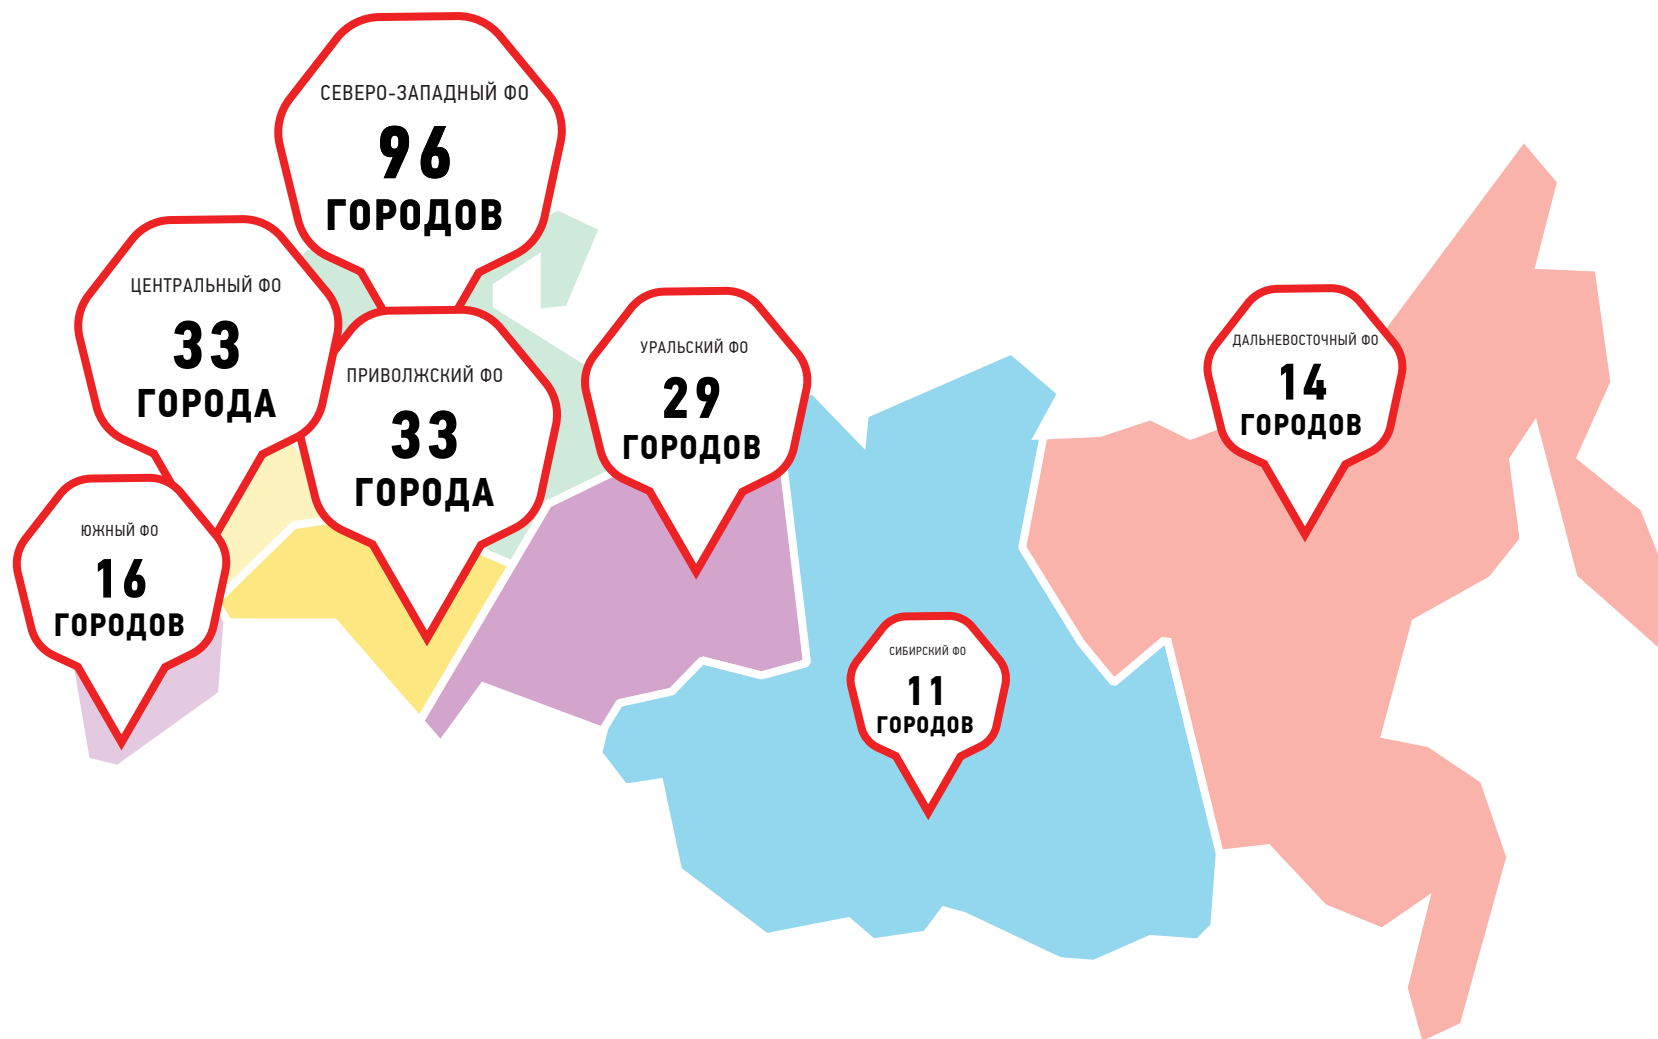 СЕВЕРО-ЗАПАДНЫЙ ФО
96
ГОРОДОВ
ЦЕНТРАЛЬНЫЙ ФО
33
ГОРОДА
ПРИВОЛЖСКИЙ ФО
33
ГОРОДА
УРАЛЬСКИЙ ФО
29
ГОРОДОВ
ДАЛЬНЕВОСТОЧНЫЙ ФО
14
ГОРОДОВ
ЮЖНЫЙ ФО
16
ГОРОДОВ
СИБИРСКИЙ ФО
11
ГОРОДОВ